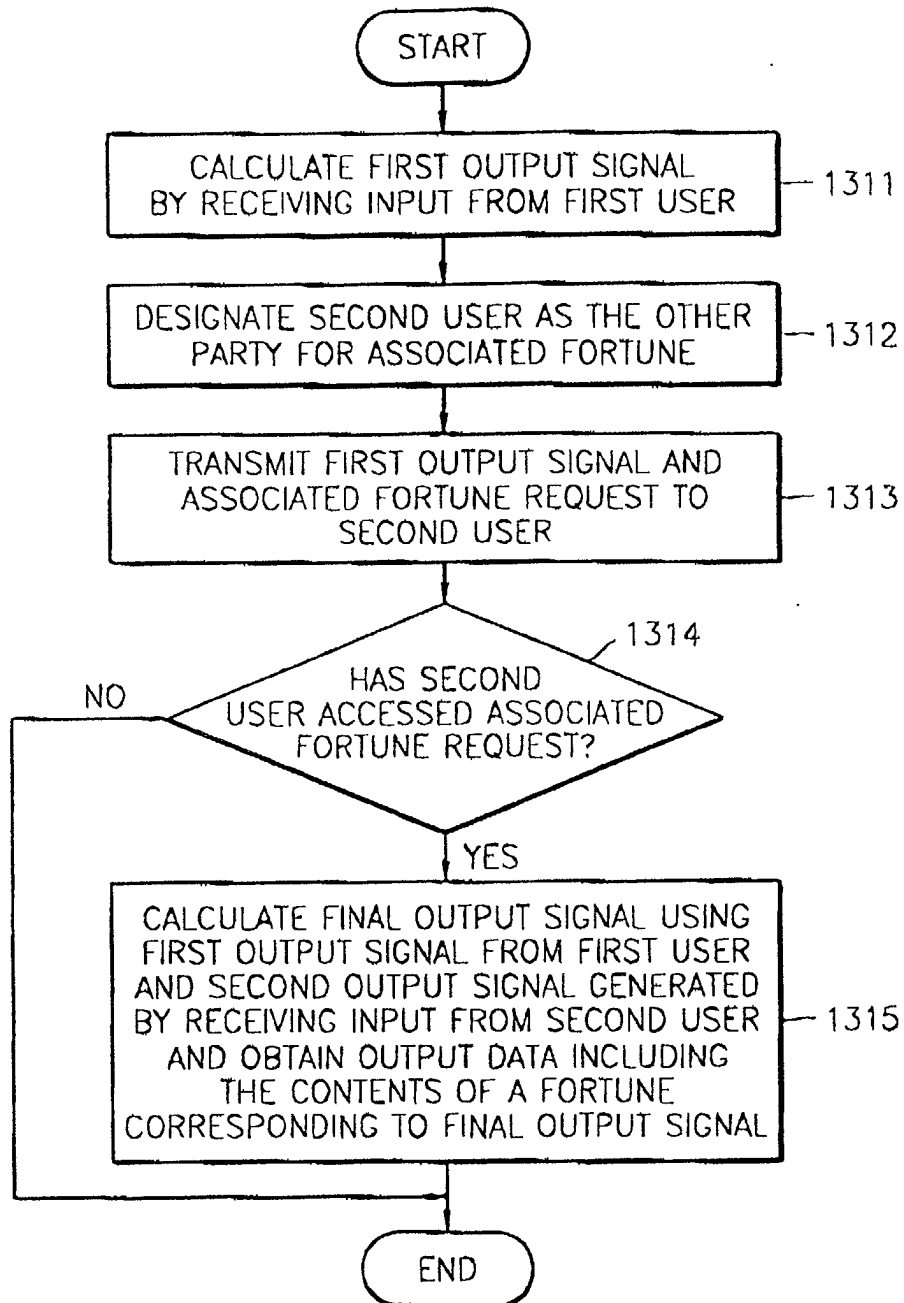 START
CALCULATE FIRST OUTPUT SIGNAL
BY RECEIVING INPUT FROM FIRST USER
1311
DESIGNATE SECOND USER AS THE OTHER
PARTY FOR ASSOCIATED FORTUNE
1312
TRANSMIT FIRST OUTPUT SIGNAL AND
ASSOCIATED FORTUNE REQUEST TO
SECOND USER
1313
1314
HAS SECOND
USER ACCESSED ASSOCIATED
FORTUNE REQUEST?
NO
YES
CALCULATE FINAL OUTPUT SIGNAL USING
FIRST OUTPUT SIGNAL FROM FIRST USER
AND SECOND OUTPUT SIGNAL GENERATED
BY RECEIVING INPUT FROM SECOND USER
AND OBTAIN OUTPUT DATA INCLUDING
THE CONTENTS OF A FORTUNE
CORRESPONDING TO FINAL OUTPUT SIGNAL
1315
END